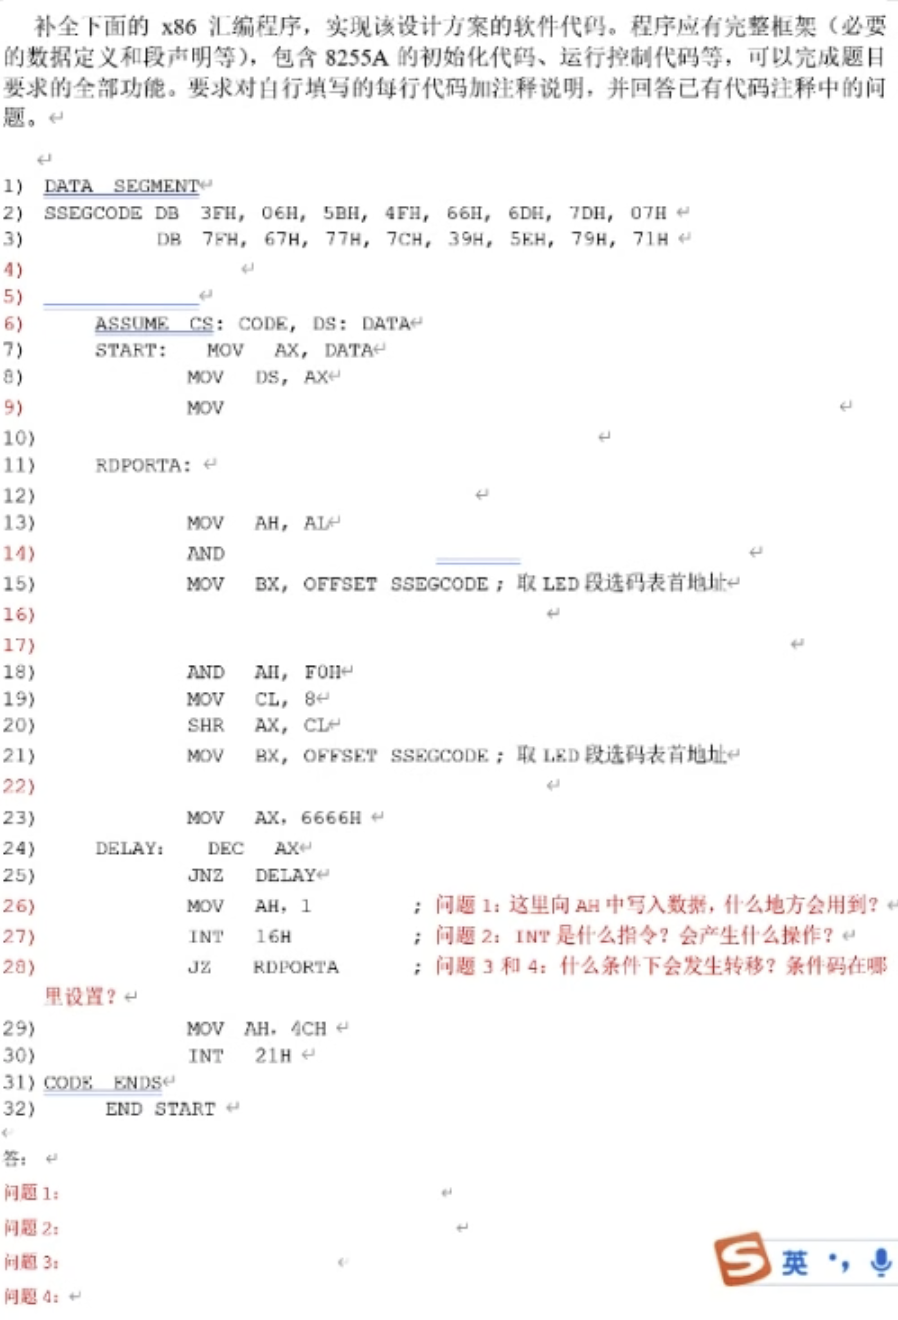 补全下面的 x86 汇编程序，实现该设计方案的软件代码。程序应有完整框架（必要
的数据定义和段声明等），包含 8255A 的初始化代码、运行控制代码等，可以完成题目
要求的全部功能。要求对自行填写的每行代码加注释说明，并回答已有代码注释中的问
题。
1) DATA SEGMENT
2) SSEGCODE DB 3FH, 06H, 5BH, 4FH, 66H, 6DH, 7DH, 07H
3) DB 7FH, 67H, 77H, 7CH, 39H, 5EH, 79H, 71H
4)
5)
6) ASSUME CS: CODE, DS: DATA
7) START: MOV AX, DATA
8) MOV DS, AX
9) MOV
10)
11) RDPORTA:
12)
13) MOV AH, AL
14) AND
15) MOV BX, OFFSET SSEGCODE ; 取 LED 段选码表首地址
16)
17)
18) AND AH, F0H
19) MOV CL, 8
20) SHR AX, CL
21) MOV BX, OFFSET SSEGCODE ; 取 LED 段选码表首地址
22)
23) MOV AX，6666H
24) DELAY: DEC AX
25) JNZ DELAY
26) MOV AH，1 ; 问题 1：这里向 AH 中写入数据，什么地方会用到？
27) INT 16H ; 问题 2：INT 是什么指令？会产生什么操作？
28) JZ RDPORTA ; 问题 3 和 4：什么条件下会发生转移？条件码在哪
里设置？
29) MOV AH，4CH
30) INT 21H
31) CODE ENDS
32) END START
答：
问题 1：
问题 2：
问题 3：
问题 4：
英